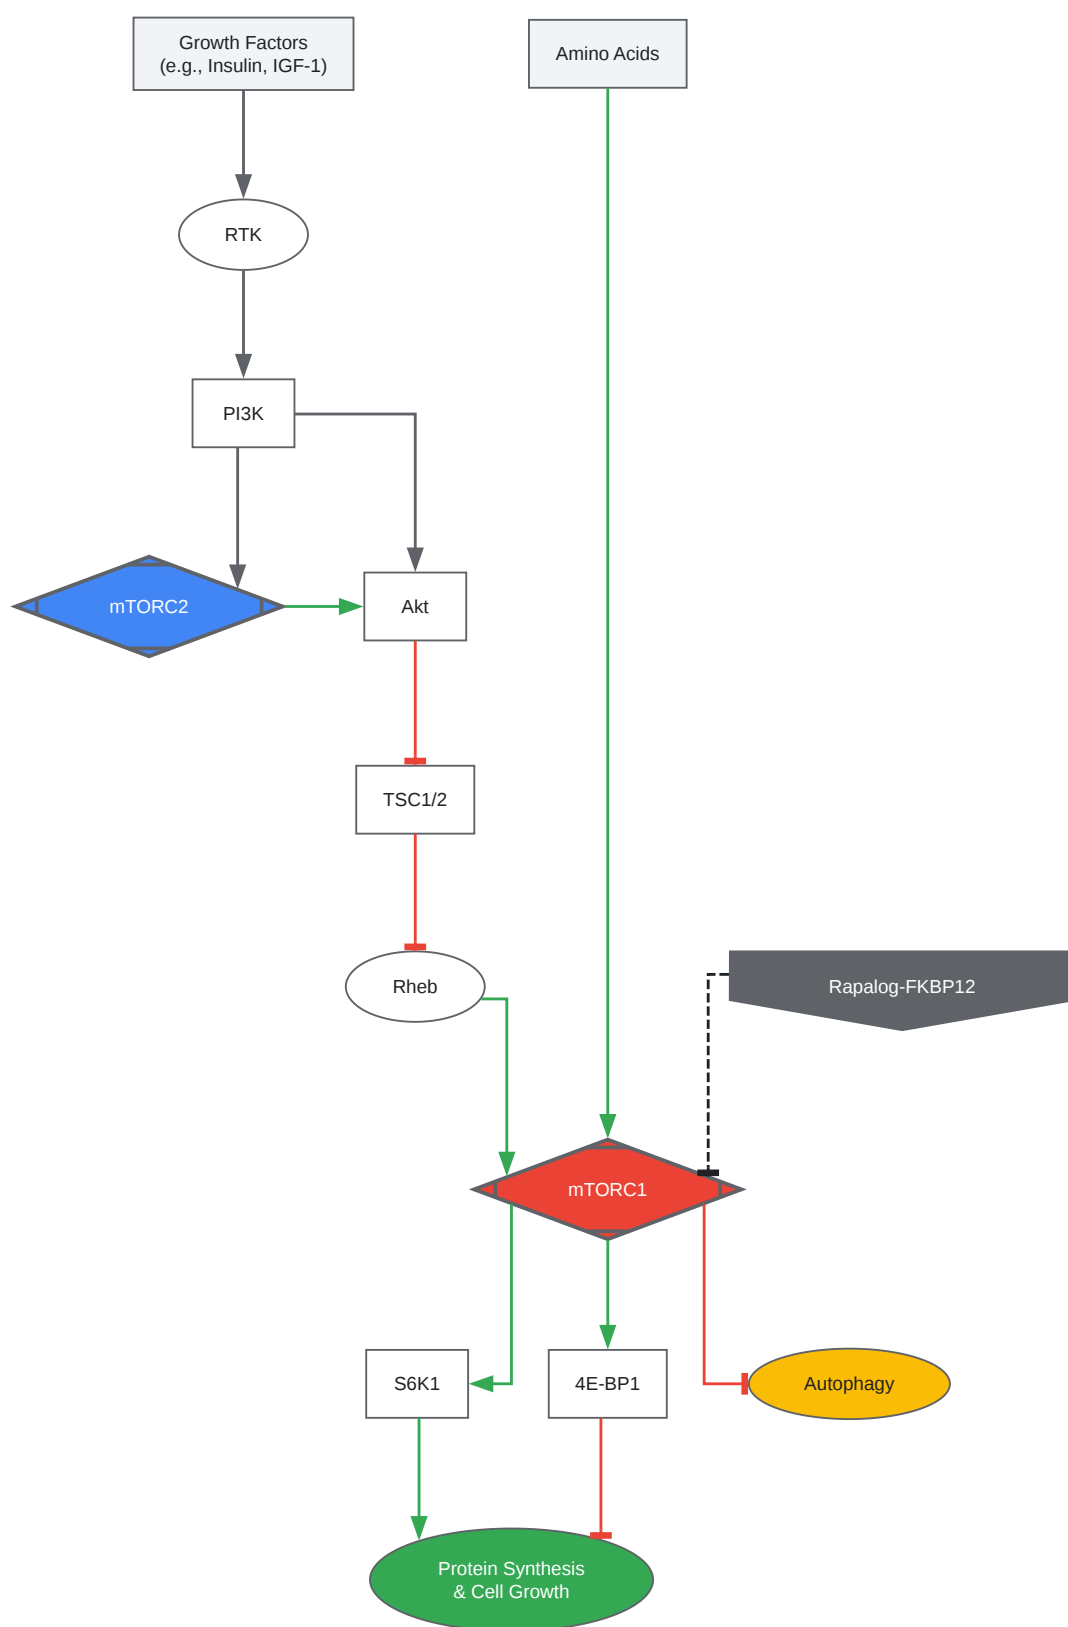 Growth Factors
(e.g., Insulin, IGF-1)
Amino Acids
RTK
PI3K
mTORC2
Akt
TSC1/2
Rheb
Rapalog-FKBP12
mTORC1
S6K1
4E-BP1
Autophagy
Protein Synthesis
& Cell Growth